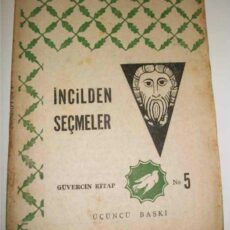 İNCİLDEN
SEÇMELER
GÜVERCİN KİTAP
No 5
ÜÇÜNCÜ BASKI